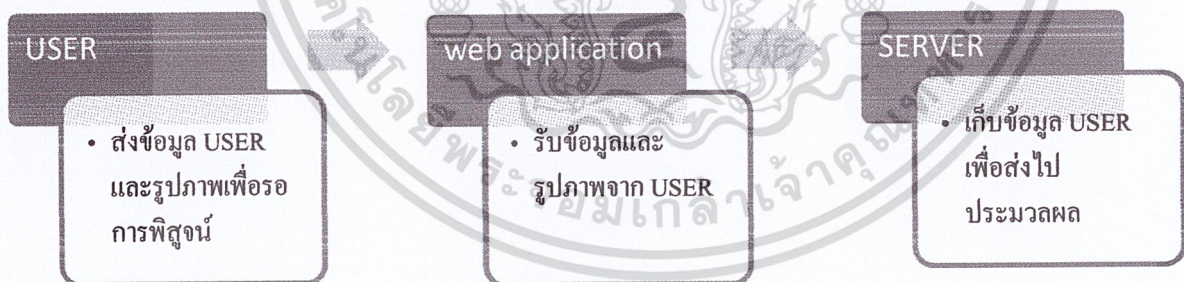 USER
• ส่งข้อมูล USER
และรูปภาพเพื่อรอ
การพิสูจน์
web application
• รับข้อมูลและ
รูปภาพจาก USER
SERVER
• เก็บข้อมูล USER
เพื่อส่งไป
ประมวลผล